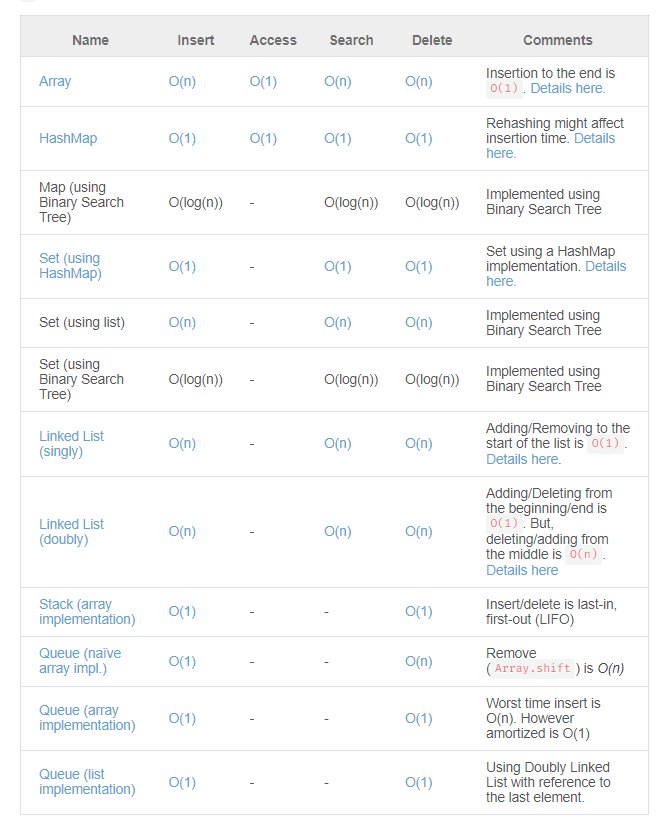 Name Insert Access Search Delete Comments
Array O(n) O(1) O(n) O(n) Insertion to the end is
O(1) . Details here.
HashMap O(1) O(1) O(1) O(1) Rehashing might affect
insertion time. Details
here.
Map (using
Binary Search
Tree) O(log(n)) - O(log(n)) O(log(n)) Implemented using
Binary Search Tree
Set (using
HashMap) O(1) - O(1) O(1) Set using a HashMap
implementation. Details
here.
Set (using list) O(n) - O(n) O(n) Implemented using
Binary Search Tree
Set (using
Binary Search
Tree) O(log(n)) - O(log(n)) O(log(n)) Implemented using
Binary Search Tree
Linked List
(singly) O(n) - O(n) O(n) Adding/Removing to the
start of the list is O(1) .
Details here.
Linked List
(doubly) O(n) - O(n) O(n) Adding/Deleting from
the beginning/end is
O(1) . But,
deleting/adding from
the middle is O(n) .
Details here
Stack (array
implementation) O(1) - - O(1) Insert/delete is last-in,
first-out (LIFO)
Queue (naïve
array impl.) O(1) - - O(n) Remove
( Array.shift ) is O(n)
Queue (array
implementation) O(1) - - O(1) Worst time insert is
O(n). However
amortized is O(1)
Queue (list
implementation) O(1) - - O(1) Using Doubly Linked
List with reference to
the last element.